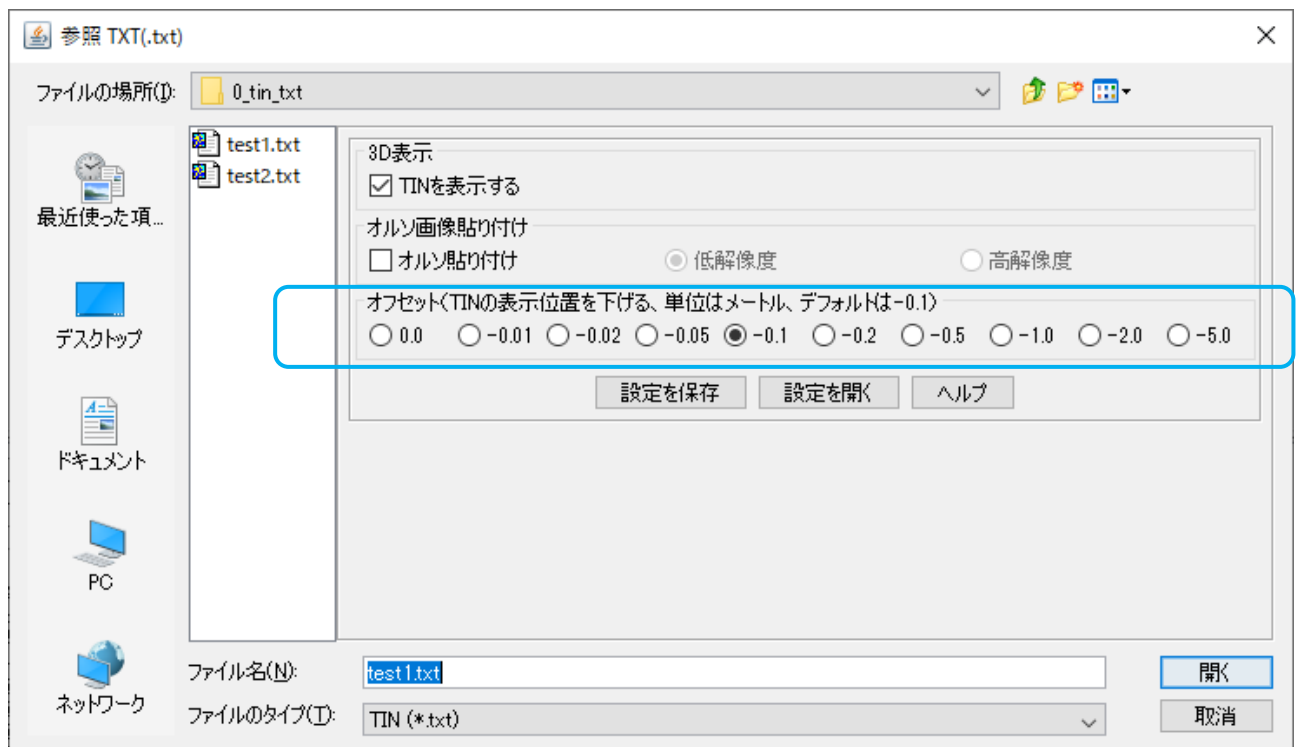 参照 TXT(.txt)
ファイルの場所(I): 0_tin_txt
最近使った項...
デスクトップ
ドキュメント
PC
ネットワーク
test1.txt
test2.txt
3D表示
TINを表示する
オルソ画像貼り付け
オルソ貼り付け 低解像度 高解像度
オフセット(TINの表示位置を下げる、単位はメートル、デフォルトは-0.1)
0.0 -0.01 -0.02 -0.05 -0.1 -0.2 -0.5 -1.0 -2.0 -5.0
設定を保存 設定を開く ヘルプ
ファイル名(N): test1.txt 開く
ファイルのタイプ(T): TIN (*.txt) 取消